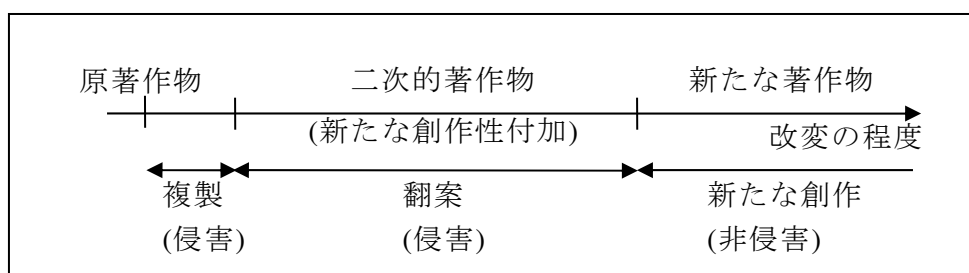 原著作物 二次的著作物 新たな著作物
(新たな創作性付加)
改変の程度
複製 翻案 新たな創作
(侵害) (侵害) (非侵害)